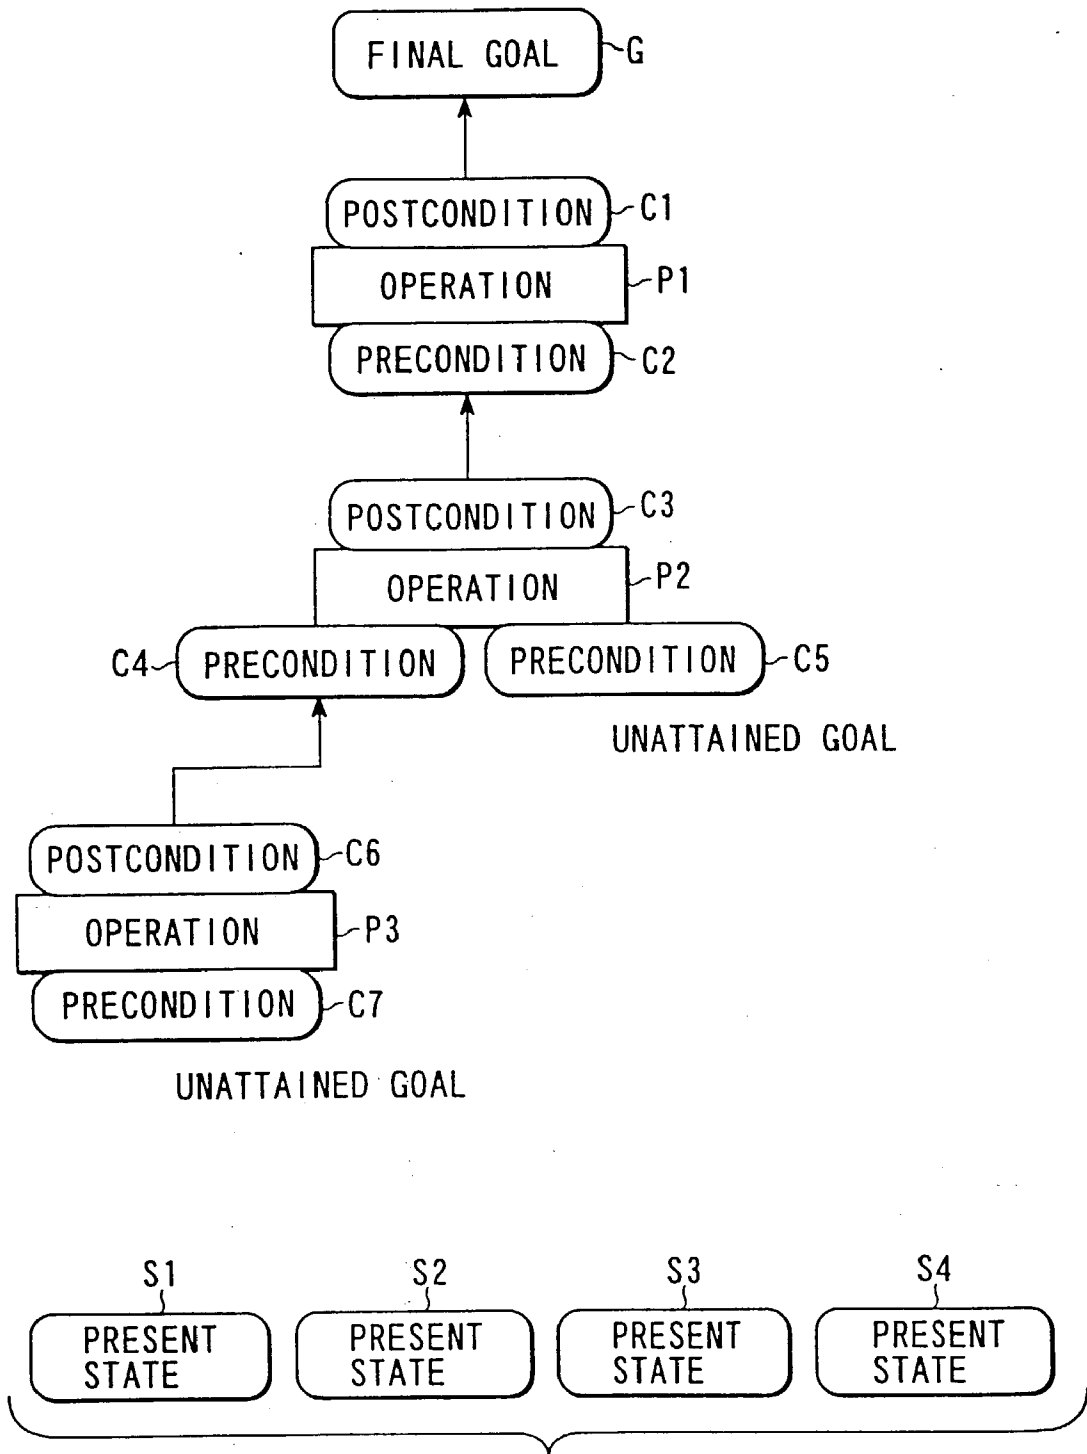 FINAL GOAL
G
POSTCONDITION
C1
OPERATION
P1
PRECONDITION
C2
POSTCONDITION
C3
OPERATION
P2
C4
PRECONDITION
PRECONDITION
C5
UNATTAINED GOAL
POSTCONDITION
C6
OPERATION
P3
PRECONDITION
C7
UNATTAINED GOAL
S1
S2
S3
S4
PRESENT
STATE
PRESENT
STATE
PRESENT
STATE
PRESENT
STATE